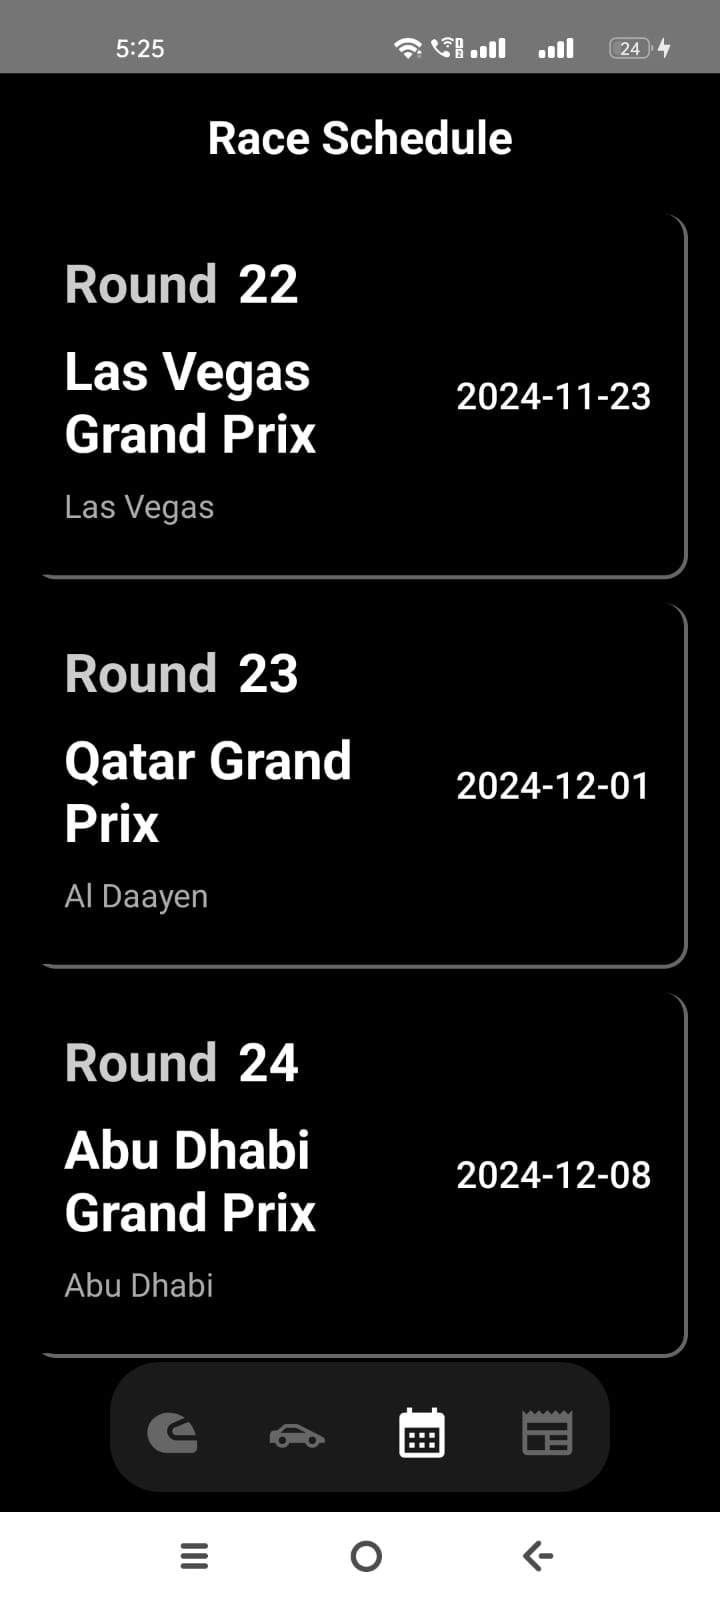 5:25
24
Race Schedule
Round 22
Las Vegas
Grand Prix
2024-11-23
Las Vegas
Round 23
Qatar Grand
Prix
2024-12-01
Al Daayen
Round 24
Abu Dhabi
Grand Prix
2024-12-08
Abu Dhabi